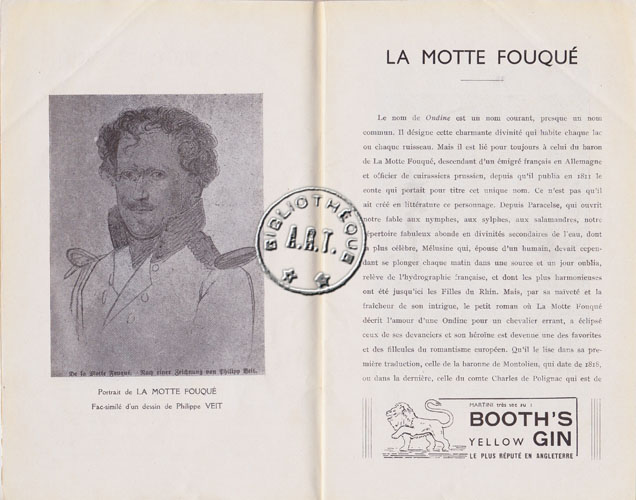 De la Motte Fouqué. Nach einer Zeichnung von Philipp Veit.
Portrait de LA MOTTE FOUQUE
Fac-similé d'un dessin de Philippe VEIT
BIBLIOTHÈQUE
A.R.T.
LA MOTTE FOUQUÉ
Le nom de Ondine est un nom courant, presque un nom
commun. Il désigne cette charmante divinité qui habite chaque lac
ou chaque ruisseau. Mais il est lié pour toujours à celui du baron
de La Motte Fouqué, descendant d'un émigré français en Allemagne
et officier de cuirassiers prussien, depuis qu'il publia en 1811 le
conte qui portait pour titre cet unique nom. Ce n'est pas qu'il
ait créé en littérature ce personnage. Depuis Paracelse, qui ouvrit
notre fable aux nymphes, aux sylphes, aux salamandres, notre
répertoire fabuleux abonde en divinités secondaires de l'eau, dont
la plus célèbre, Mélusine qui, épouse d'un humain, devait cepen-
dant se plonger chaque matin dans une source et un jour oublia,
relève de l'hydrographie française, et dont les plus harmonieuses
ont été jusqu'ici les Filles du Rhin. Mais, par sa naïveté et la
fraîcheur de son intrigue, le petit roman où La Motte Fouqué
décrit l'amour d'une Ondine pour un chevalier errant, a éclipsé
ceux de ses devanciers et son héroïne est devenue une des favorites
et des filleules du romantisme européen. Qu'il le lise dans sa pre-
mière traduction, celle de la baronne de Montolieu, qui date de 1818,
ou dans la dernière, celle du comte Charles de Polignac qui est de
MARTINI très sec au :
BOOTH'S
YELLOW GIN
LE PLUS RÉPUTÉ EN ANGLETERRE